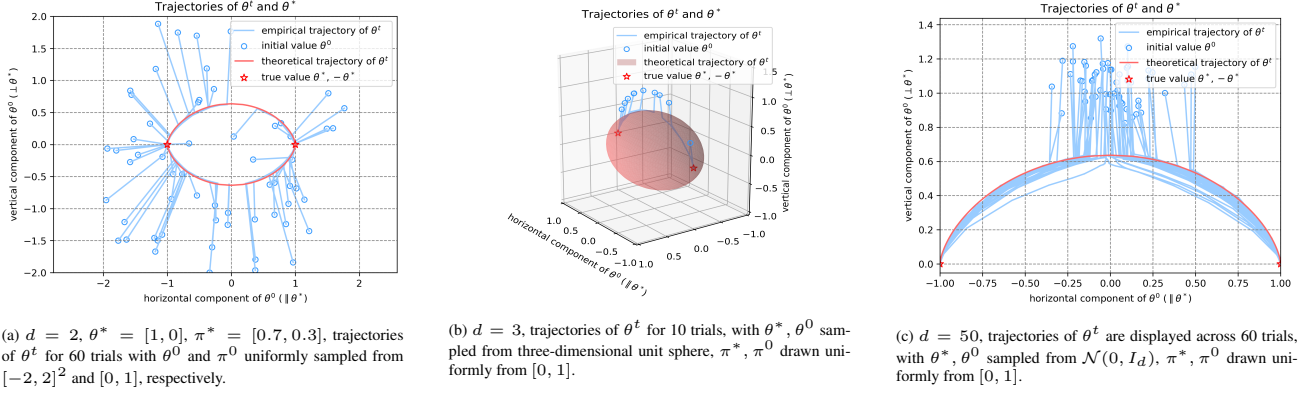 Trajectories of θ^t and θ*
empirical trajectory of θ^t
initial value θ^0
theoretical trajectory of θ^t
true value θ*, −θ*
2.0
1.5
1.0
0.5
0.0
−0.5
−1.0
−1.5
−2.0
vertical component of θ^0 (⊥θ*)
−2
−1
0
1
2
horizontal component of θ^0 (∥θ*)
(a) d = 2, θ* = [1, 0], π* = [0.7, 0.3], trajectories
of θ^t for 60 trials with θ^0 and π^0 uniformly sampled from
[−2, 2]^2 and [0, 1], respectively.
Trajectories of θ^t and θ*
empirical trajectory of θ^t
initial value θ^0
theoretical trajectory of θ^t
true value θ*, −θ*
1.5
1.0
0.5
0.0
−0.5
−1.0
vertical component of θ^0 (⊥θ*)
1.0
0.5
0.0
−0.5
−1.0
1.0
0.5
0.0
−0.5
−1.0
horizontal component of θ^0 (∥θ*)
(b) d = 3, trajectories of θ^t for 10 trials, with θ*, θ^0 sam-
pled from three-dimensional unit sphere, π*, π^0 drawn uni-
formly from [0, 1].
Trajectories of θ^t and θ*
empirical trajectory of θ^t
initial value θ^0
theoretical trajectory of θ^t
true value θ*, −θ*
1.4
1.2
1.0
0.8
0.6
0.4
0.2
0.0
vertical component of θ^0 (⊥θ*)
−1.00
−0.75
−0.50
−0.25
0.00
0.25
0.50
0.75
1.00
horizontal component of θ^0 (∥θ*)
(c) d = 50, trajectories of θ^t are displayed across 60 trials,
with θ*, θ^0 sampled from N(0, I_d), π*, π^0 drawn uni-
formly from [0, 1].